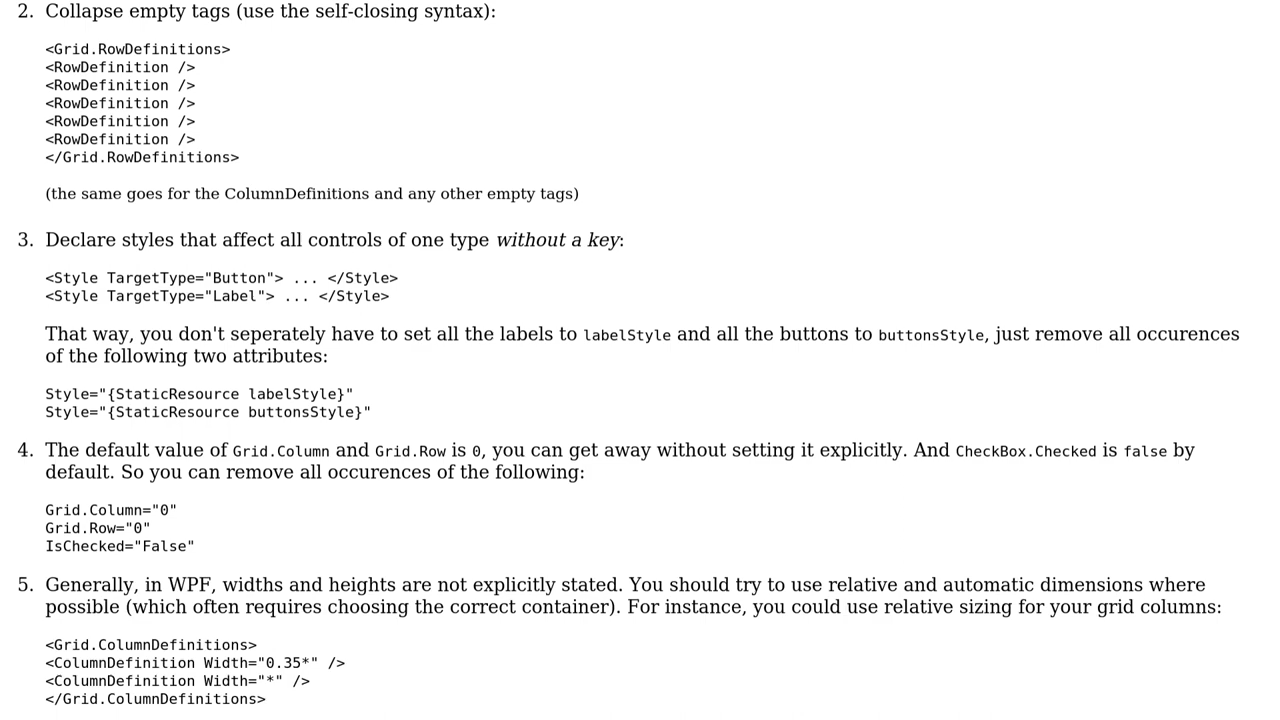 2. Collapse empty tags (use the self-closing syntax):
<Grid.RowDefinitions>
<RowDefinition />
<RowDefinition />
<RowDefinition />
<RowDefinition />
<RowDefinition />
</Grid.RowDefinitions>
(the same goes for the ColumnDefinitions and any other empty tags)
3. Declare styles that affect all controls of one type without a key:
<Style TargetType="Button"> ... </Style>
<Style TargetType="Label"> ... </Style>
That way, you don't seperately have to set all the labels to labelStyle and all the buttons to buttonsStyle, just remove all occurences
of the following two attributes:
Style="{StaticResource labelStyle}"
Style="{StaticResource buttonsStyle}"
4. The default value of Grid.Column and Grid.Row is 0, you can get away without setting it explicitly. And CheckBox.Checked is false by
default. So you can remove all occurences of the following:
Grid.Column="0"
Grid.Row="0"
IsChecked="False"
5. Generally, in WPF, widths and heights are not explicitly stated. You should try to use relative and automatic dimensions where
possible (which often requires choosing the correct container). For instance, you could use relative sizing for your grid columns:
<Grid.ColumnDefinitions>
<ColumnDefinition Width="0.35*" />
<ColumnDefinition Width="*" />
</Grid.ColumnDefinitions>